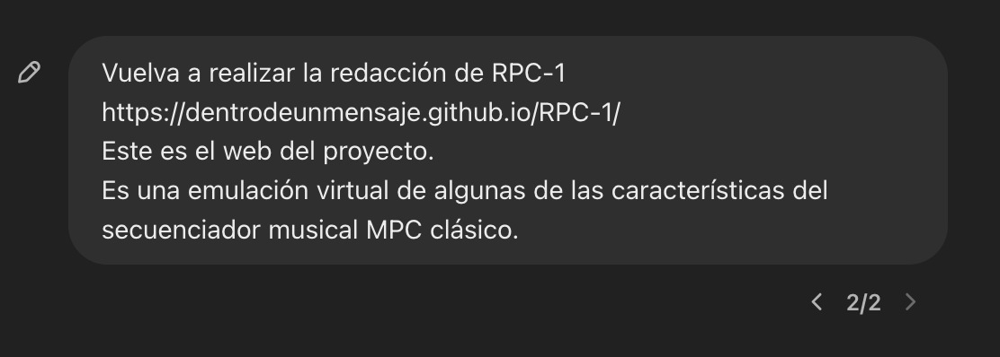 Vuelva a realizar la redacción de RPC-1
https://dentrodeunmensaje.github.io/RPC-1/
Este es el web del proyecto.
Es una emulación virtual de algunas de las características del
secuenciador musical MPC clásico.
2/2